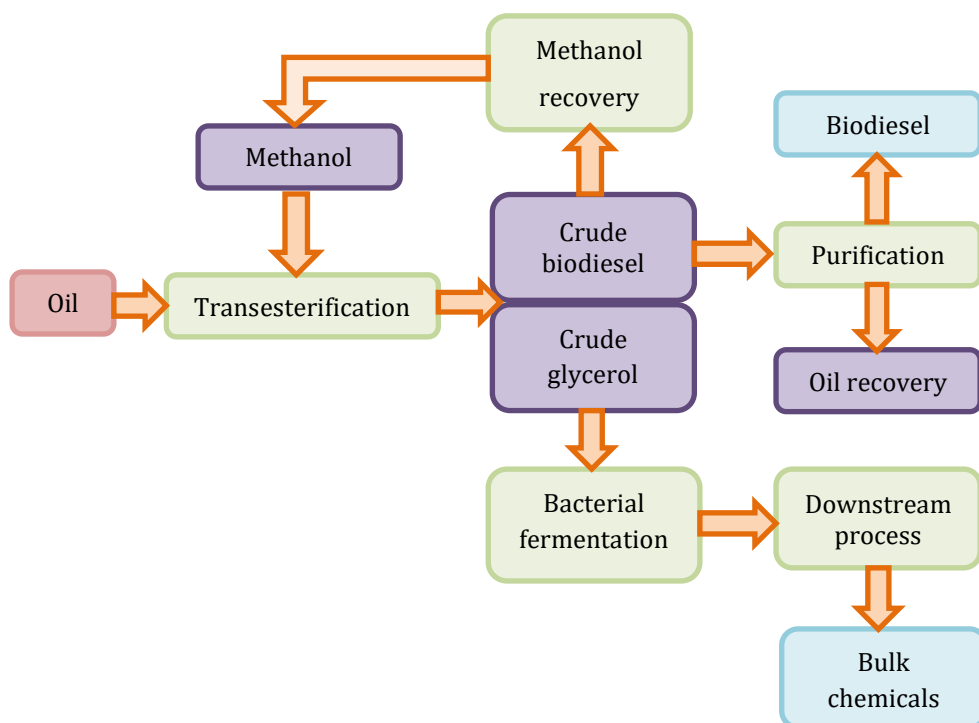 Methanol
recovery
Biodiesel
Methanol
Crude
biodiesel
Purification
Oil
Transesterification
Crude
glycerol
Oil recovery
Bacterial
fermentation
Downstream
process
Bulk
chemicals